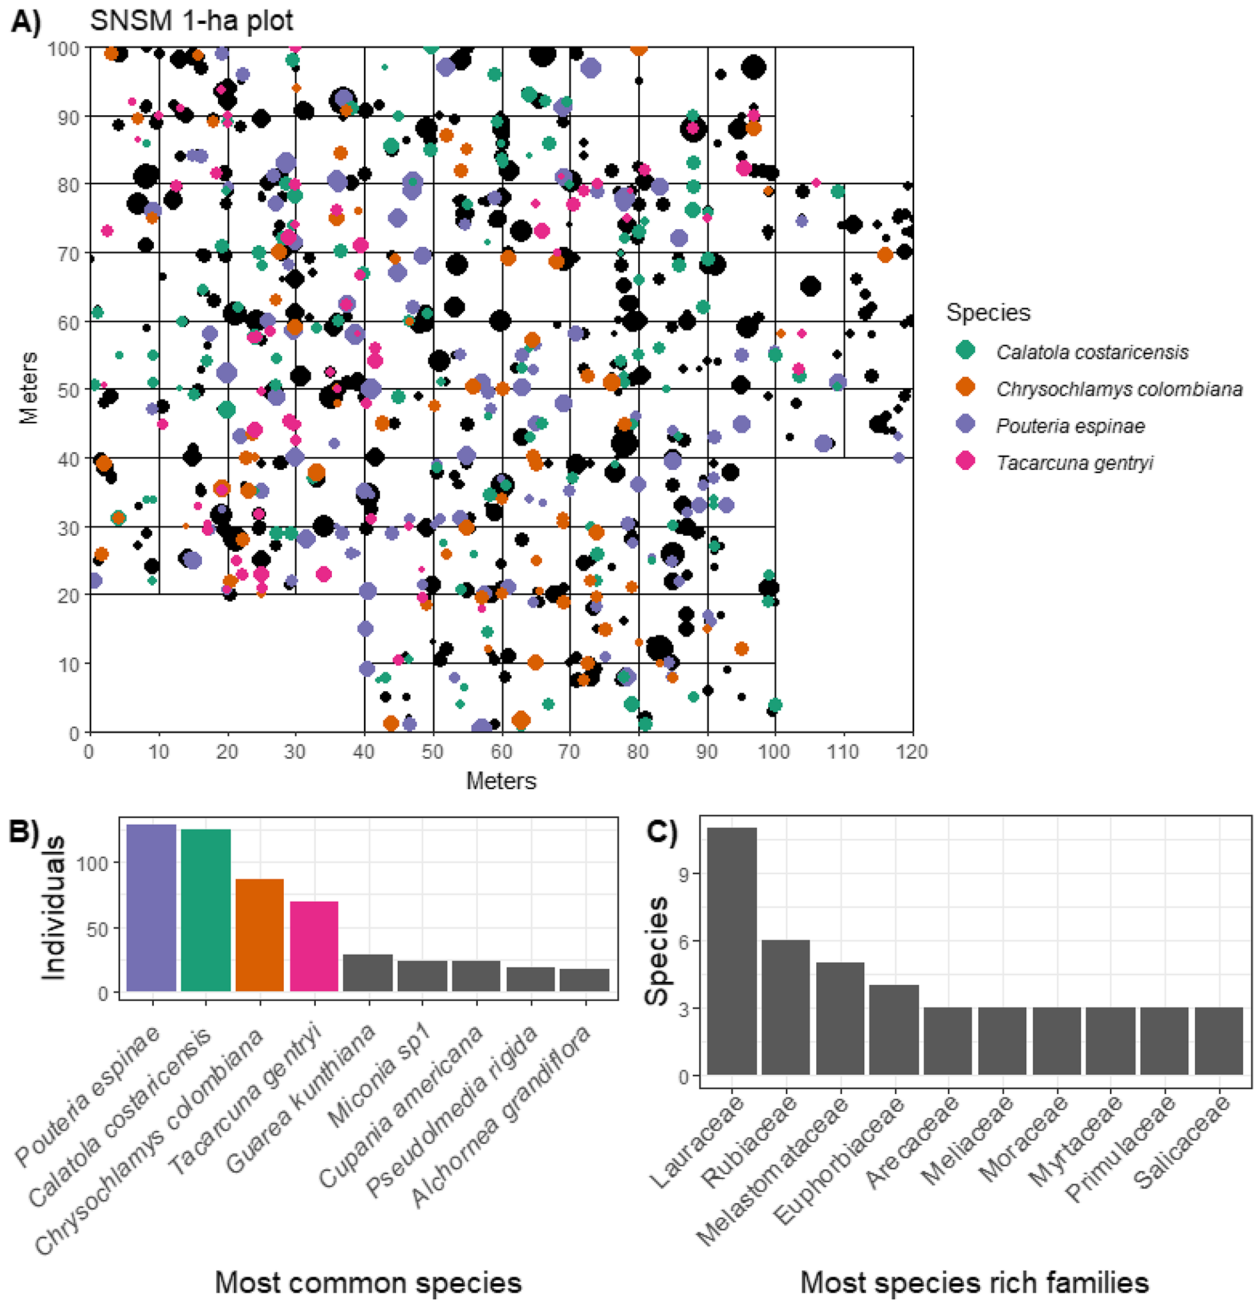 A) SNSM 1-ha plot
100
90
80
70
60
50
40
30
20
10
0
Meters
0 10 20 30 40 50 60 70 80 90 100 110 120
Meters
Species
Calatola costaricensis
Chrysochlamys colombiana
Pouteria espinae
Tacarcuna gentryi
B)
Individuals
100
50
0
Pouteria espinae
Calatola costaricensis
Chrysochlamys colombiana
Tacarcuna gentryi
Guarea kunthiana
Miconia sp1
Cupania americana
Pseudolmedia rigida
Alchornea grandiflora
Most common species
C)
Species
9
6
3
0
Lauraceae
Rubiaceae
Melastomataceae
Euphorbiaceae
Arecaceae
Meliaceae
Moraceae
Myrtaceae
Primulaceae
Salicaceae
Most species rich families